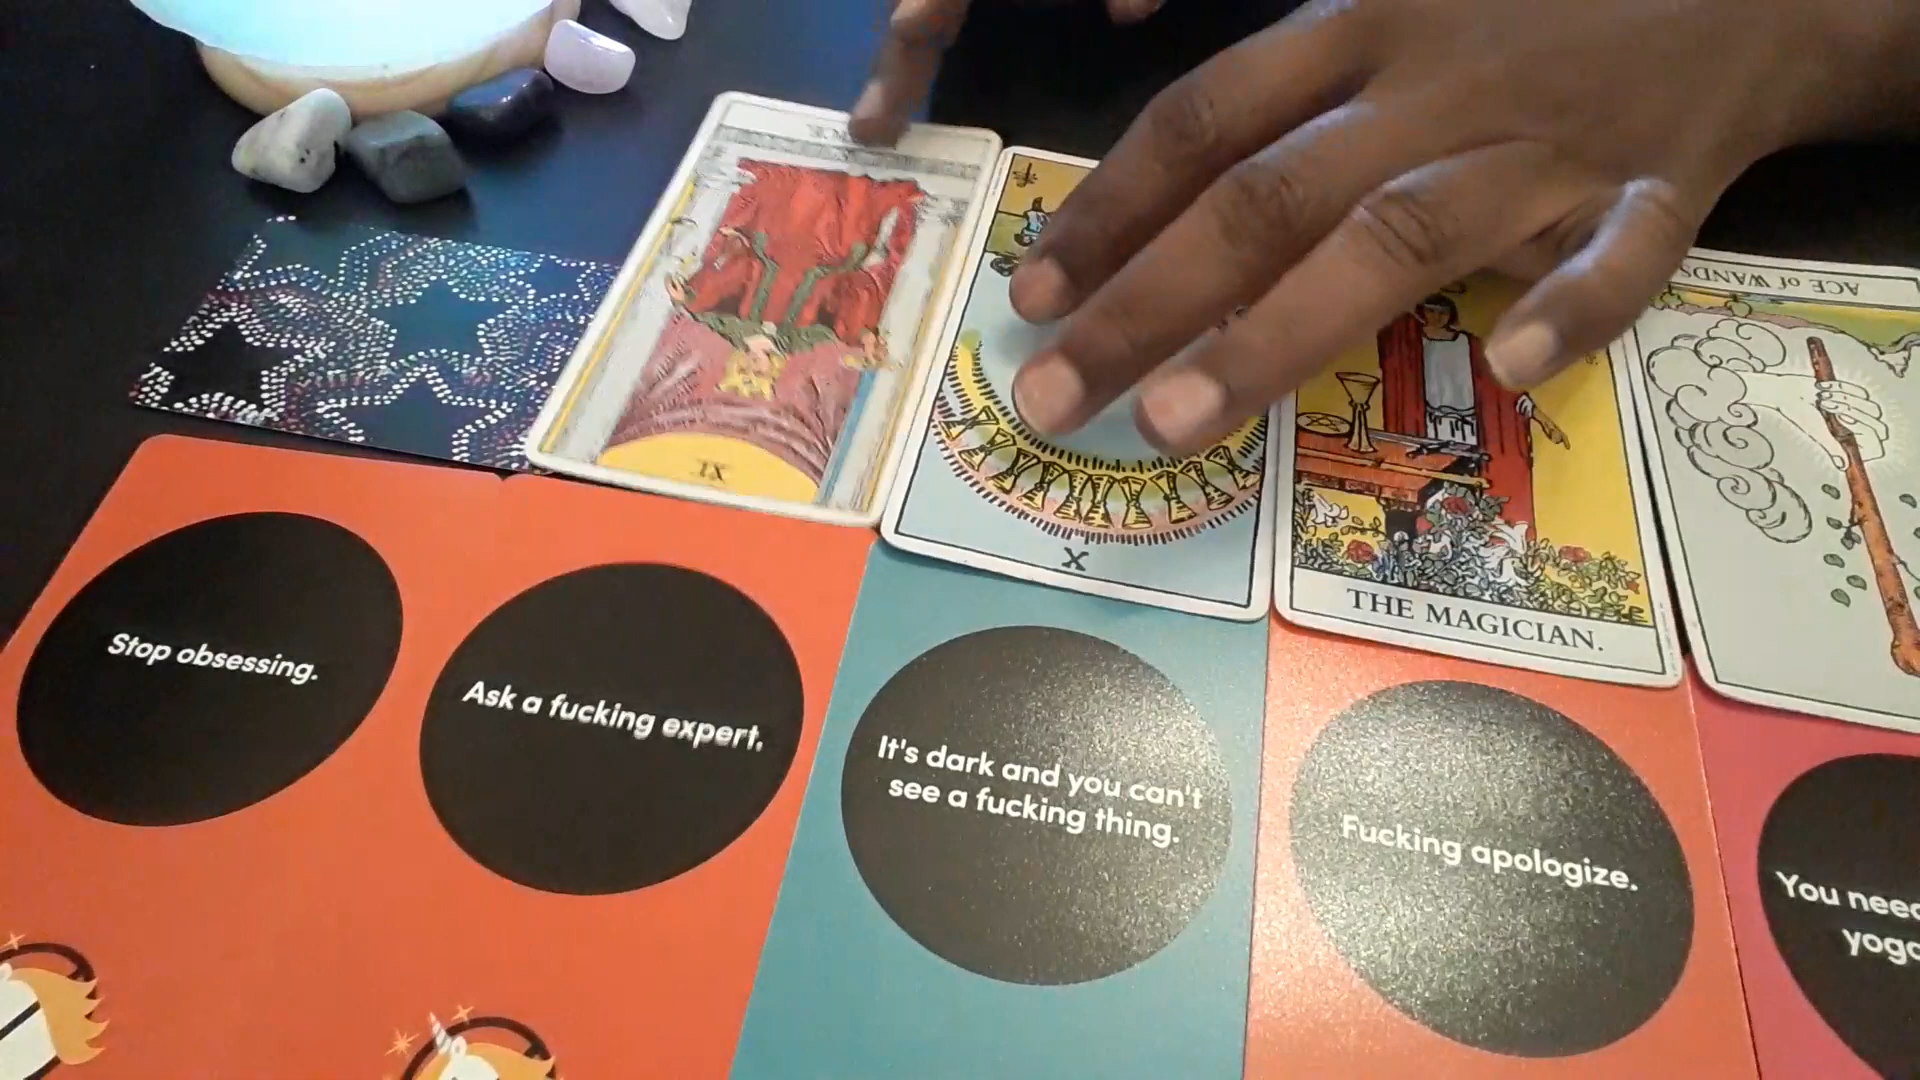 XI
X
THE MAGICIAN.
ACE of WANDS
Stop obsessing.
Ask a fucking expert.
It's dark and you can't
see a fucking thing.
Fucking apologize.
You need
yoga